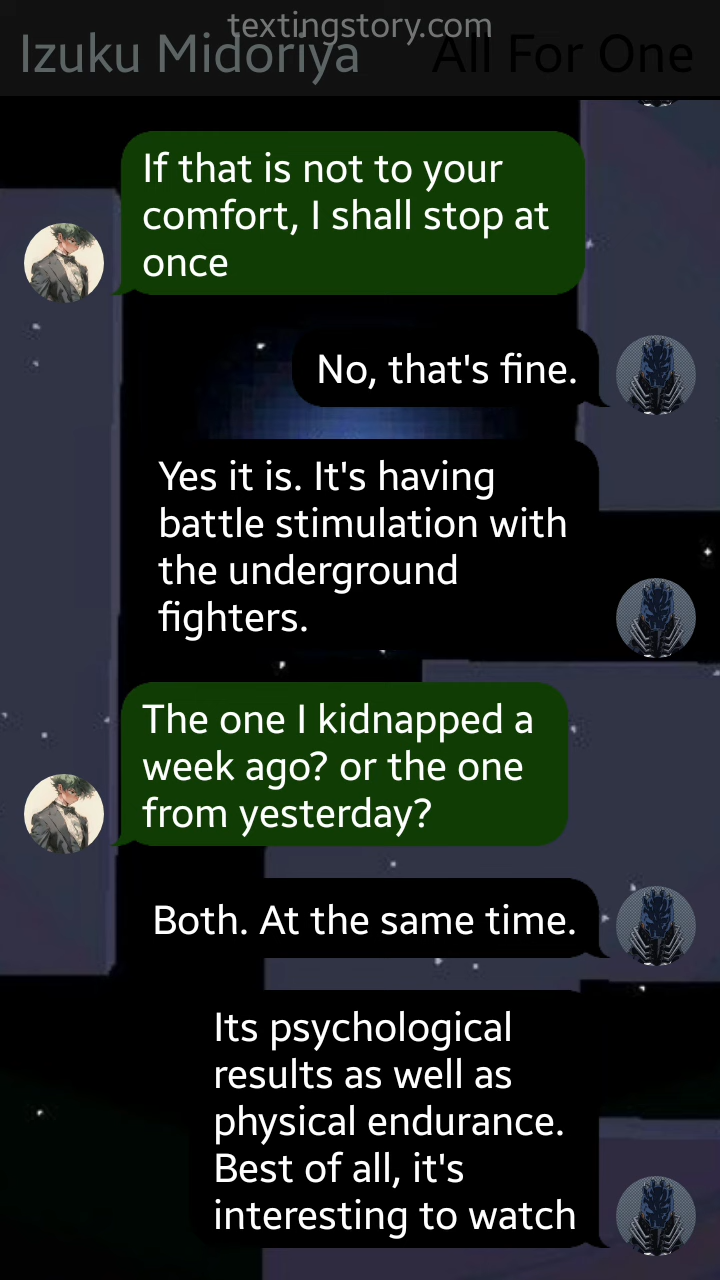 textingstory.com
Izuku Midoriya All For One
If that is not to your
comfort, I shall stop at
once
No, that's fine.
Yes it is. It's having
battle stimulation with
the underground
fighters.
The one I kidnapped a
week ago? or the one
from yesterday?
Both. At the same time.
Its psychological
results as well as
physical endurance.
Best of all, it's
interesting to watch